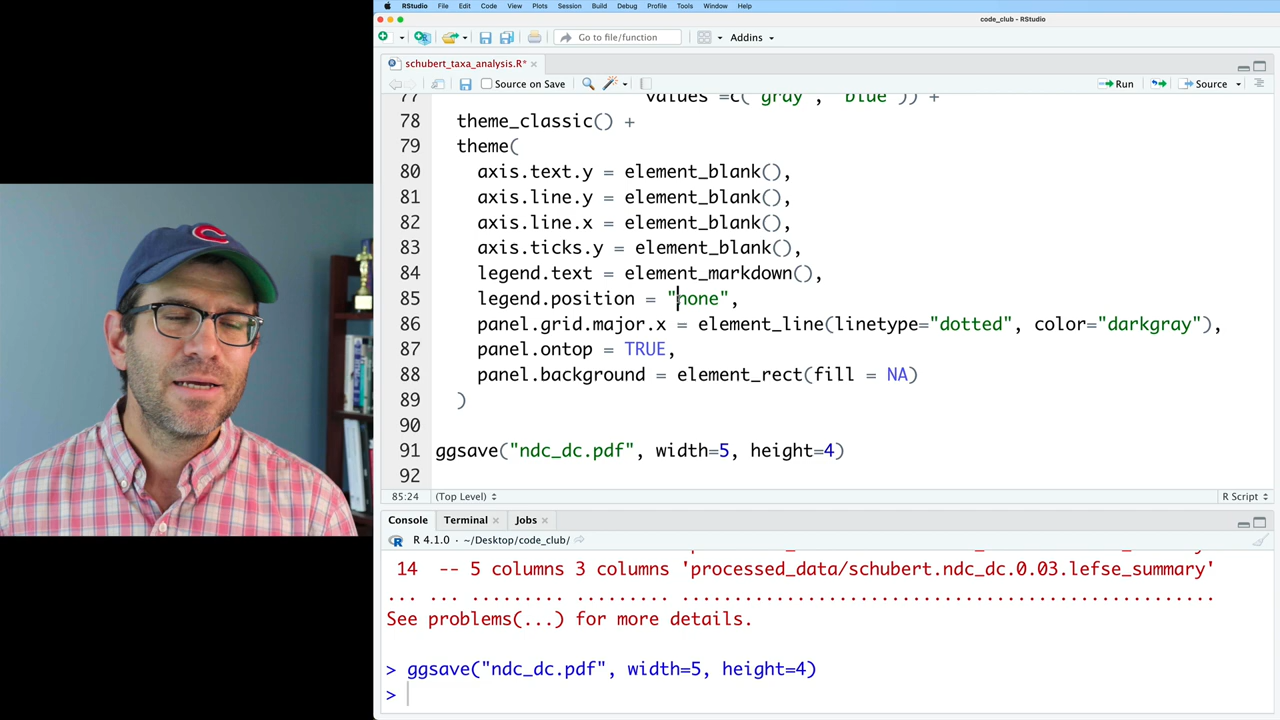 RStudio File Edit Code View Plots Session Build Debug Profile Tools Window Help
code_club - RStudio
Go to file/function Addins
schubert_taxa_analysis.R*
Source on Save Run Source
77 values =c("gray", "blue")) +
78 theme_classic() +
79 theme(
80 axis.text.y = element_blank(),
81 axis.line.y = element_blank(),
82 axis.line.x = element_blank(),
83 axis.ticks.y = element_blank(),
84 legend.text = element_markdown(),
85 legend.position = "none",
86 panel.grid.major.x = element_line(linetype="dotted", color="darkgray"),
87 panel.ontop = TRUE,
88 panel.background = element_rect(fill = NA)
89 )
90
91 ggsave("ndc_dc.pdf", width=5, height=4)
92
85:24 (Top Level) R Script
Console Terminal Jobs
R 4.1.0 · ~/Desktop/code_club/
14 -- 5 columns 3 columns 'processed_data/schubert.ndc_dc.0.03.lefse_summary'
... ... ......... ......... ..................................................
See problems(...) for more details.
> ggsave("ndc_dc.pdf", width=5, height=4)
>